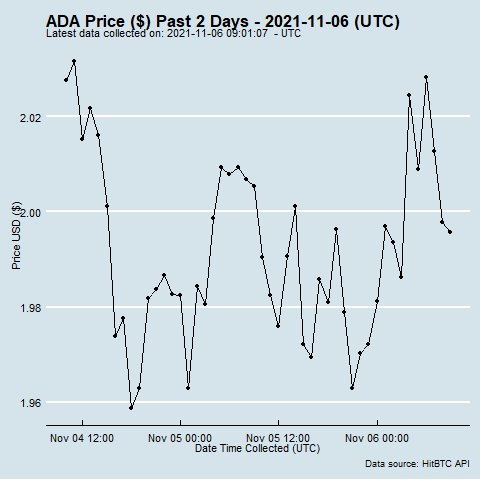 ADA Price ($) Past 2 Days - 2021-11-06 (UTC)
Latest data collected on: 2021-11-06 09:01:07 - UTC
Price USD ($)
2.02
2.00
1.98
1.96
Nov 04 12:00
Nov 05 00:00
Nov 05 12:00
Nov 06 00:00
Date Time Collected (UTC)
Data source: HitBTC API